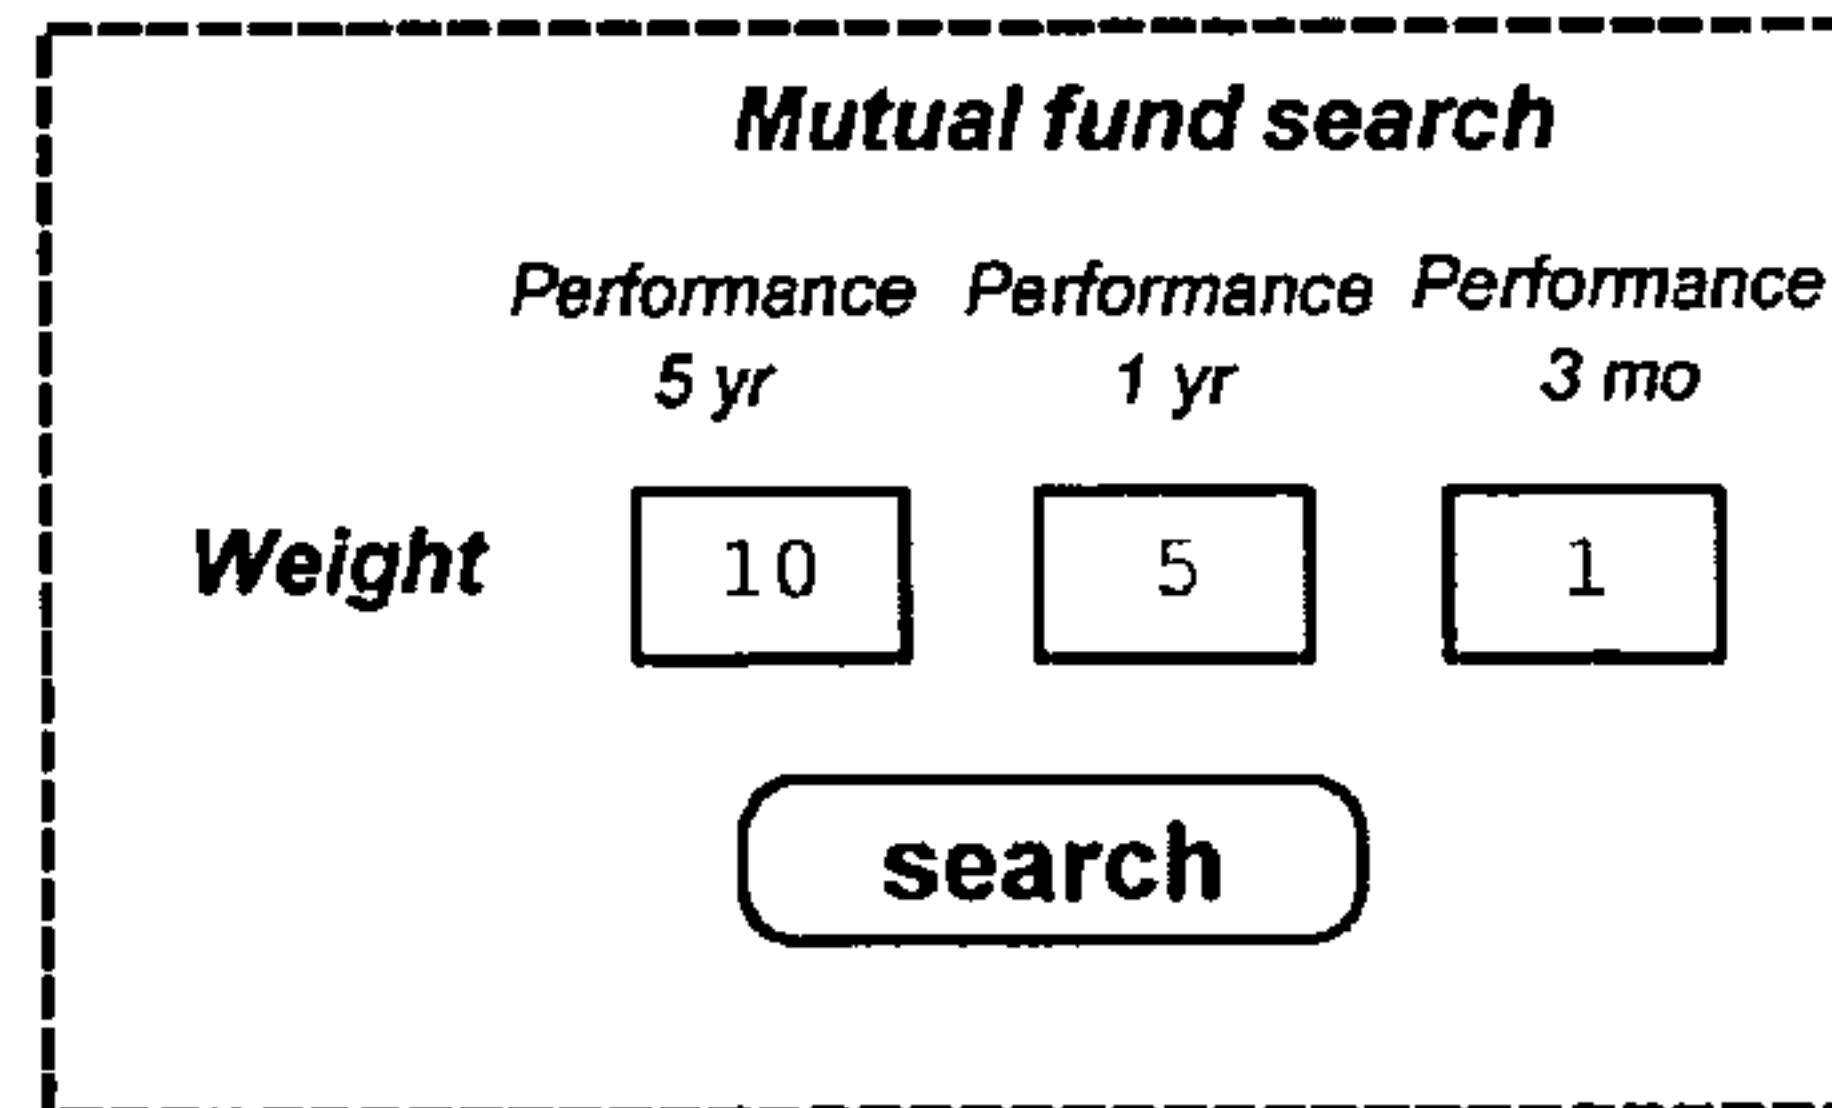 Mutual fund search
Performance Performance Performance
5 yr 1 yr 3 mo
Weight 10 5 1
search